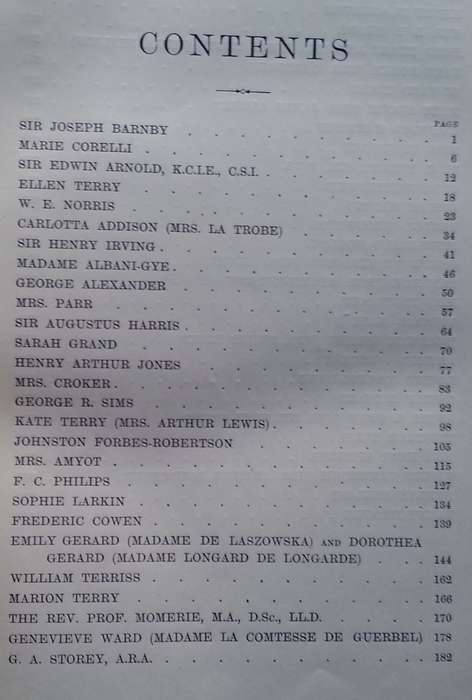 CONTENTS
PAGE
SIR JOSEPH BARNBY . . . . . . . 1
MARIE CORELLI . . . . . . . . 6
SIR EDWIN ARNOLD, K.C.I.E., C.S.I. . . . . . 12
ELLEN TERRY . . . . . . . . 18
W. E. NORRIS . . . . . . . . 23
CARLOTTA ADDISON (MRS. LA TROBE) . . . . 34
SIR HENRY IRVING . . . . . . . . 41
MADAME ALBANI-GYE . . . . . . . . 46
GEORGE ALEXANDER . . . . . . . 50
MRS. PARR . . . . . . . . . 57
SIR AUGUSTUS HARRIS . . . . . . . 64
SARAH GRAND . . . . . . . . 70
HENRY ARTHUR JONES . . . . . . . 77
MRS. CROKER . . . . . . . . . 83
GEORGE R. SIMS . . . . . . . . 92
KATE TERRY (MRS. ARTHUR LEWIS) . . . . . 98
JOHNSTON FORBES-ROBERTSON . . . . . 105
MRS. AMYOT . . . . . . . . . 115
F. C. PHILIPS . . . . . . . . 127
SOPHIE LARKIN . . . . . . . . 134
FREDERIC COWEN . . . . . . . . 139
EMILY GERARD (MADAME DE LASZOWSKA) AND DOROTHEA
GERARD (MADAME LONGARD DE LONGARDE) . . . 144
WILLIAM TERRISS . . . . . . . . 162
MARION TERRY . . . . . . . . 166
THE REV. PROF. MOMERIE, M.A., D.Sc., LL.D. . . . . 170
GENEVIEVE WARD (MADAME LA COMTESSE DE GUERBEL) 178
G. A. STOREY, A.R.A. . . . . . . . 182